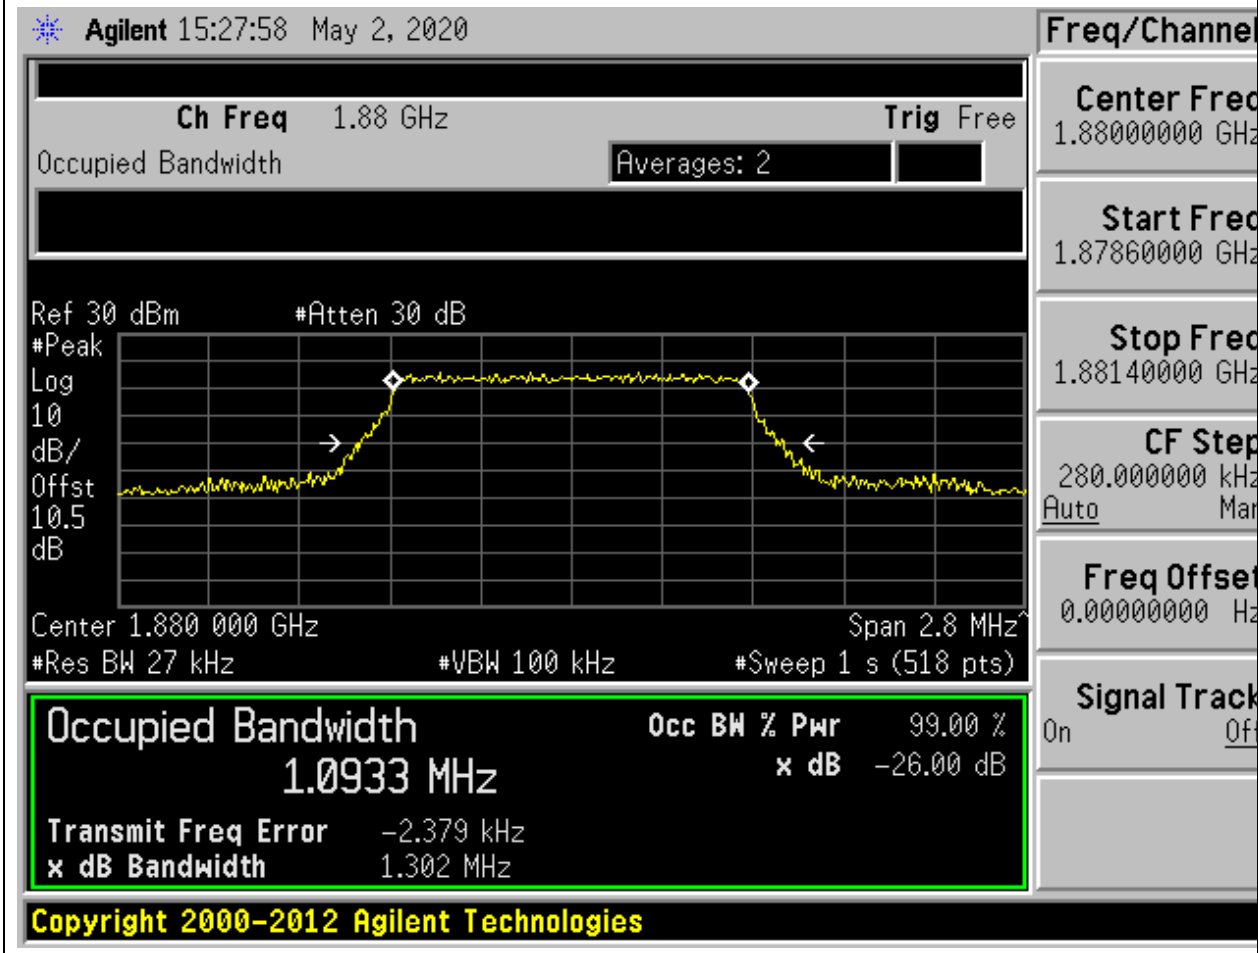 Agilent 15:27:58 May 2, 2020
Freq/Channel
Ch Freq 1.88 GHz Trig Free
Occupied Bandwidth Averages: 2
Center Freq
1.88000000 GHz
Start Freq
1.87860000 GHz
Stop Freq
1.88140000 GHz
CF Step
280.000000 kHz
Auto Man
Freq Offset
0.00000000 Hz
Signal Track
On Off
Ref 30 dBm #Atten 30 dB
#Peak
Log
10
dB/
Offst
10.5
dB
Center 1.880 000 GHz Span 2.8 MHz^
#Res BW 27 kHz #VBW 100 kHz #Sweep 1 s (518 pts)
Occupied Bandwidth Occ BW % Pwr 99.00 %
1.0933 MHz x dB -26.00 dB
Transmit Freq Error -2.379 kHz
x dB Bandwidth 1.302 MHz
Copyright 2000-2012 Agilent Technologies